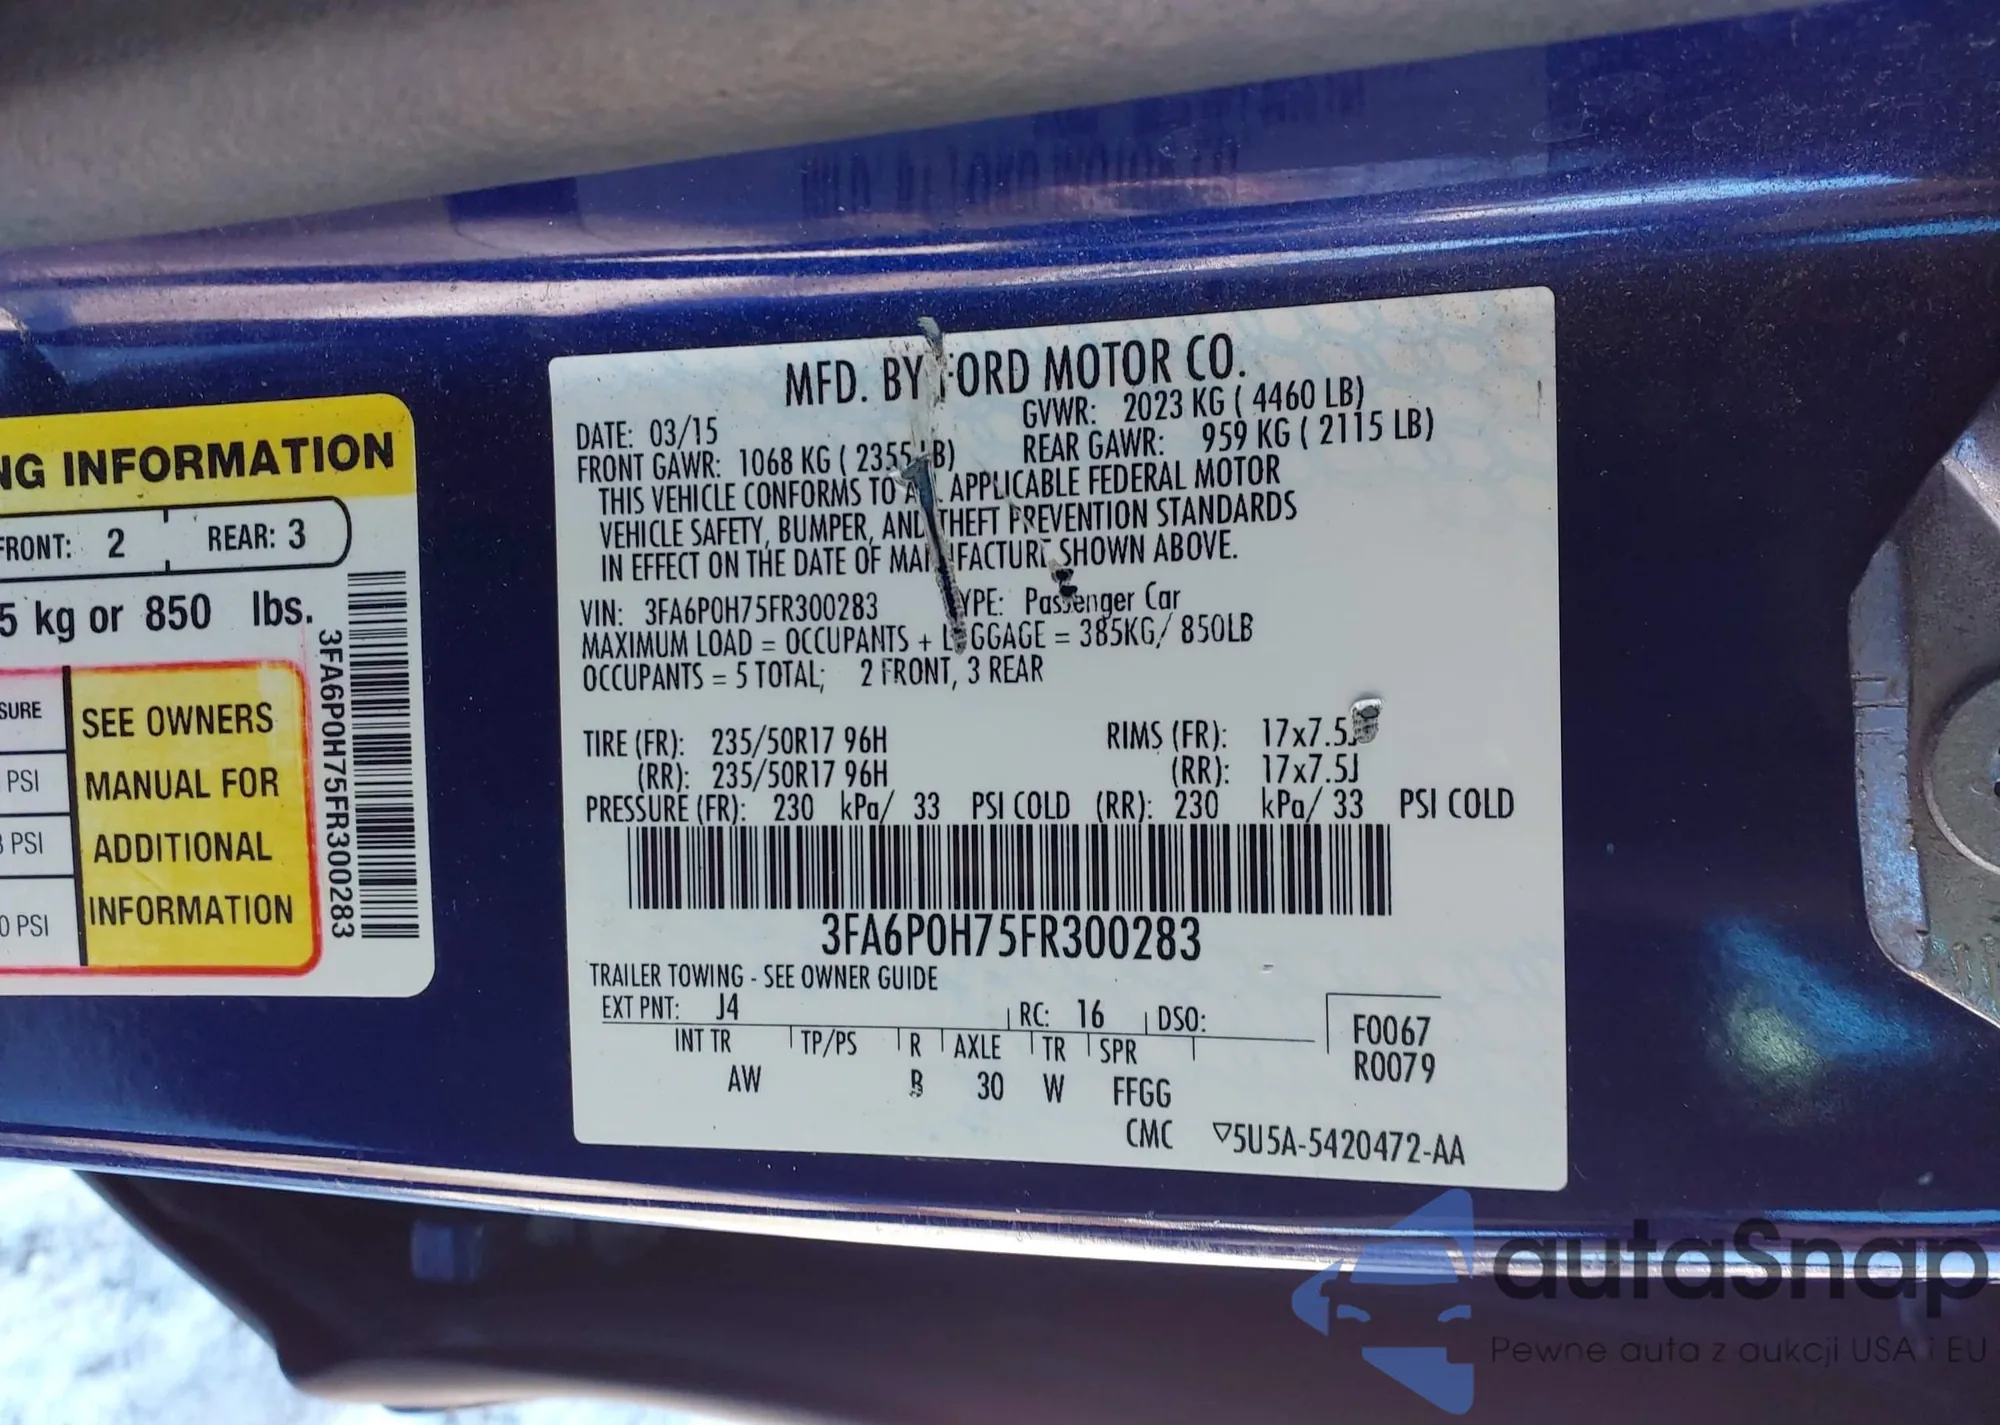 NG INFORMATION
FRONT: 2 REAR: 3
5 kg or 850 lbs.
SURE
PSI
3 PSI
0 PSI
SEE OWNERS
MANUAL FOR
ADDITIONAL
INFORMATION
3FA6P0H75FR300283
MFD. BY FORD MOTOR CO.
DATE: 03/15 GVWR: 2023 KG ( 4460 LB)
FRONT GAWR: 1068 KG ( 2355 LB) REAR GAWR: 959 KG ( 2115 LB)
THIS VEHICLE CONFORMS TO ALL APPLICABLE FEDERAL MOTOR
VEHICLE SAFETY, BUMPER, AND THEFT PREVENTION STANDARDS
IN EFFECT ON THE DATE OF MANUFACTURE SHOWN ABOVE.
VIN: 3FA6P0H75FR300283 TYPE: Passenger Car
MAXIMUM LOAD = OCCUPANTS + LUGGAGE = 385KG/ 850LB
OCCUPANTS = 5 TOTAL; 2 FRONT, 3 REAR
TIRE (FR): 235/50R17 96H RIMS (FR): 17x7.5J
(RR): 235/50R17 96H (RR): 17x7.5J
PRESSURE (FR): 230 kPa/ 33 PSI COLD (RR): 230 kPa/ 33 PSI COLD
3FA6P0H75FR300283
TRAILER TOWING - SEE OWNER GUIDE
EXT PNT: J4 RC: 16 DSO:
INT TR TP/PS R AXLE TR SPR
AW B 30 W FFGG
F0067
R0079
CMC ▽5U5A-5420472-AA
autaSnap
Pewne auta z aukcji USA i EU